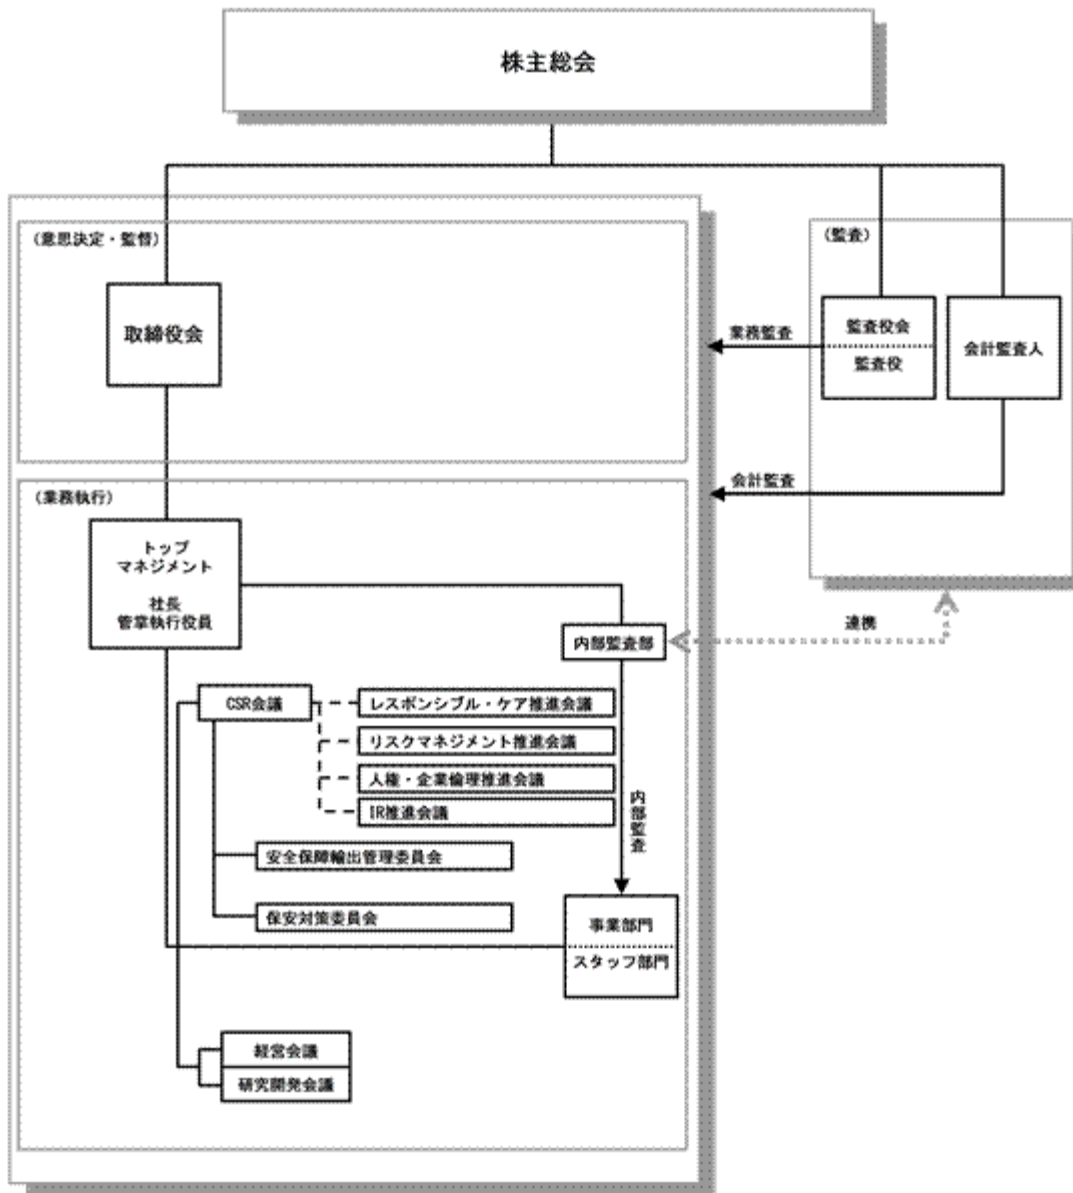 株主総会
(意思決定・監督)
取締役会
(監査)
監査役会
監査役
会計監査人
業務監査
会計監査
(業務執行)
トップ
マネジメント
社長
管掌執行役員
内部監査部
連携
CSR会議
レスポンシブル・ケア推進会議
リスクマネジメント推進会議
人権・企業倫理推進会議
IR推進会議
内部監査
安全保障輸出管理委員会
保安対策委員会
事業部門
スタッフ部門
経営会議
研究開発会議